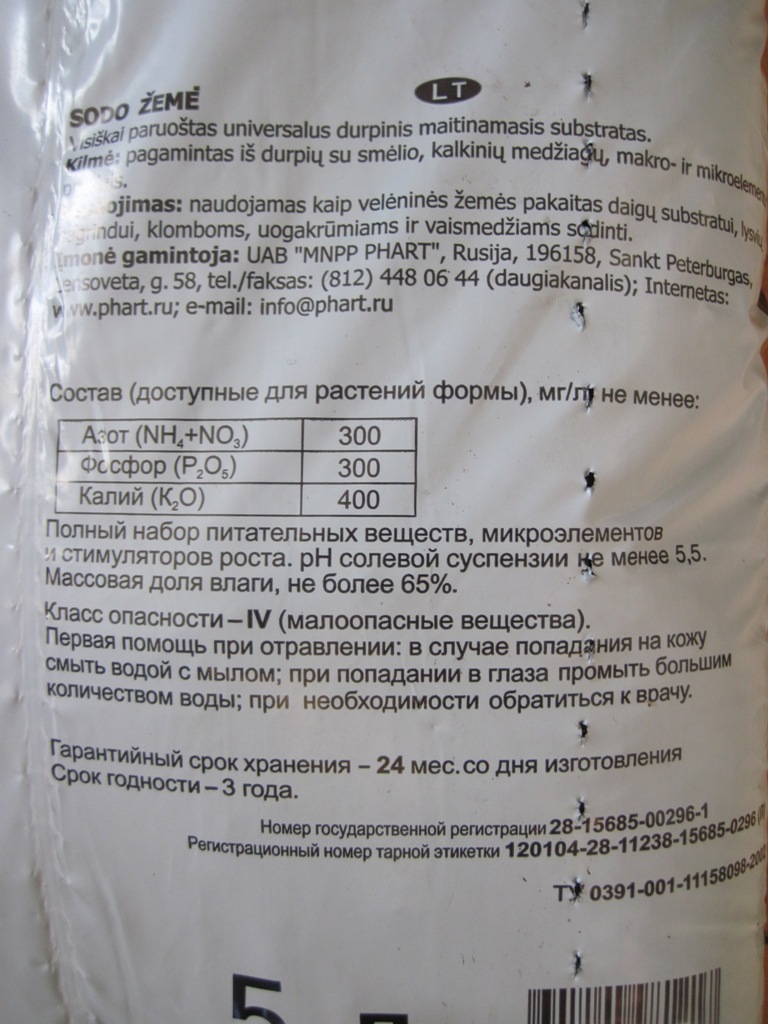 LT
SODO ŽEMĖ
Visiškai paruoštas universalus durpinis maitinamasis substratas.
Kilmė: pagamintas iš durpių su smėlio, kalkinių medžiagų, makro- ir mikroelemen
naudojamas kaip velėninės žemės pakaitas daigų substratui, lysvių
klomboms, uogakrūmiams ir vaismedžiams sodinti.
Įmonė gamintoja: UAB "MNPP PHART", Rusija, 196158, Sankt Peterburgas,
Lensoveta, g. 58, tel./faksas: (812) 448 06 44 (daugiakanalis); Internetas:
www.phart.ru; e-mail: info@phart.ru
Состав (доступные для растений формы), мг/л, не менее:
Азот (NH₄+NO₃) 300
Фосфор (P₂O₅) 300
Калий (K₂O) 400
Полный набор питательных веществ, микроэлементов
и стимуляторов роста. pH солевой суспензии не менее 5,5.
Массовая доля влаги, не более 65%.
Класс опасности – IV (малоопасные вещества).
Первая помощь при отравлении: в случае попадания на кожу
смыть водой с мылом; при попадании в глаза промыть большим
количеством воды; при необходимости обратиться к врачу.
Гарантийный срок хранения – 24 мес. со дня изготовления
Срок годности – 3 года.
Номер государственной регистрации 28-15685-00296-1
Регистрационный номер тарной этикетки 120104-28-11238-15685-0296
ТУ 0391-001-11158098-2002
5 л